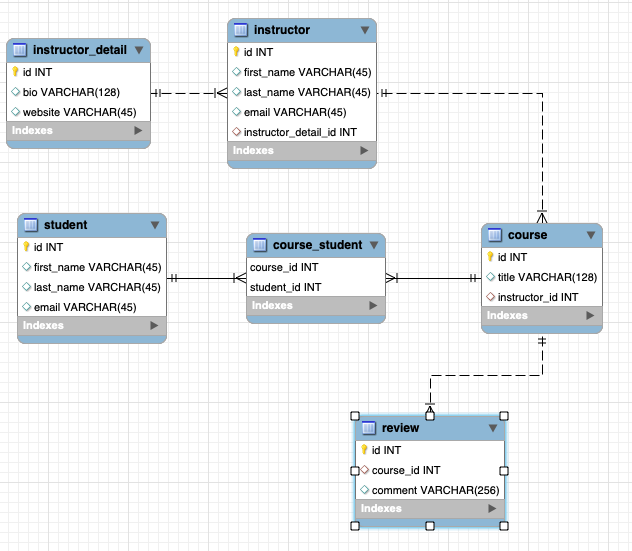 instructor_detail
id INT
bio VARCHAR(128)
website VARCHAR(45)
Indexes
instructor
id INT
first_name VARCHAR(45)
last_name VARCHAR(45)
email VARCHAR(45)
instructor_detail_id INT
Indexes
student
id INT
first_name VARCHAR(45)
last_name VARCHAR(45)
email VARCHAR(45)
Indexes
course_student
course_id INT
student_id INT
Indexes
course
id INT
title VARCHAR(128)
instructor_id INT
Indexes
review
id INT
course_id INT
comment VARCHAR(256)
Indexes